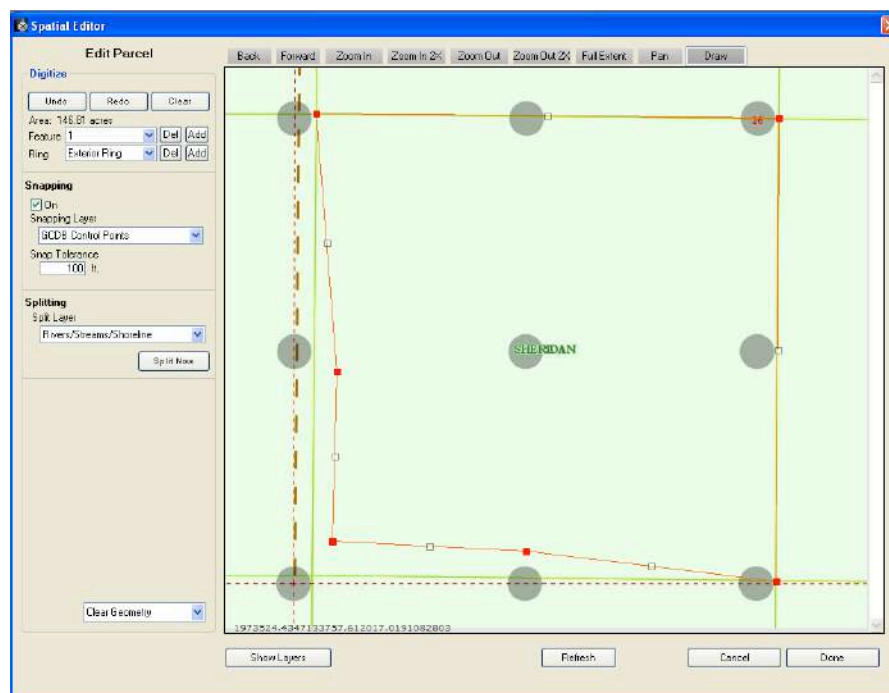 Spatial Editor
Edit Parcel
Back Forward Zoom In Zoom In 2X Zoom Out Zoom Out 2X Full Extent Pan Draw
Digitize
Undo Redo Clear
Area: 146.81 acres
Feature 1 Del Add
Ring Exterior Ring Del Add
Snapping
On
Snapping Layer
GCDB Control Points
Snap Tolerance
100 ft.
Splitting
Split Layer
Rivers/Streams/Shoreline
Split Now
16
SHERIDAN
Clear Geometry
1973524.4347133757.612017.0191082803
Show Layers Refresh Cancel Done